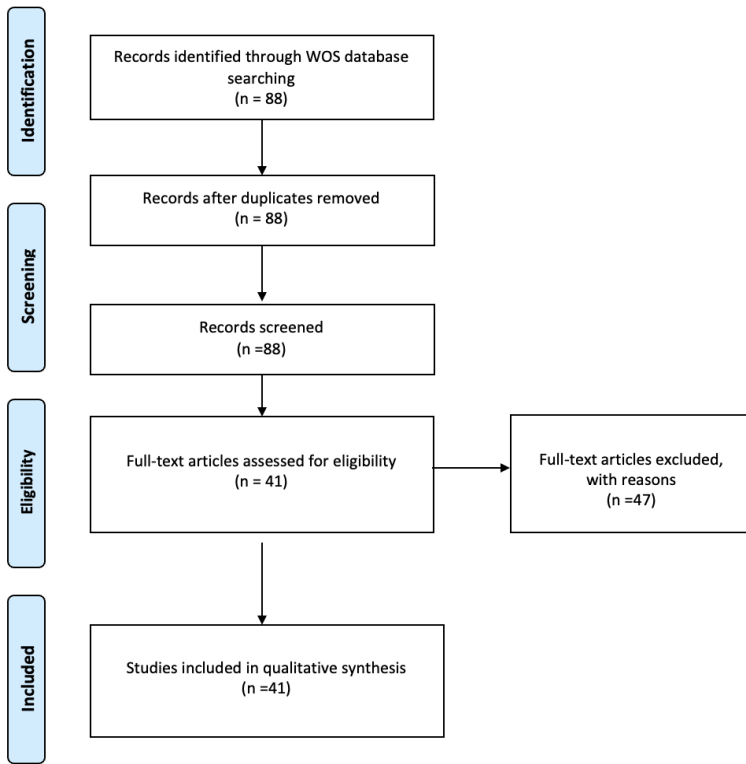 Identification
Records identified through WOS database
searching
(n = 88)
Records after duplicates removed
(n = 88)
Screening
Records screened
(n =88)
Eligibility
Full-text articles assessed for eligibility
(n = 41)
Full-text articles excluded,
with reasons
(n =47)
Included
Studies included in qualitative synthesis
(n =41)